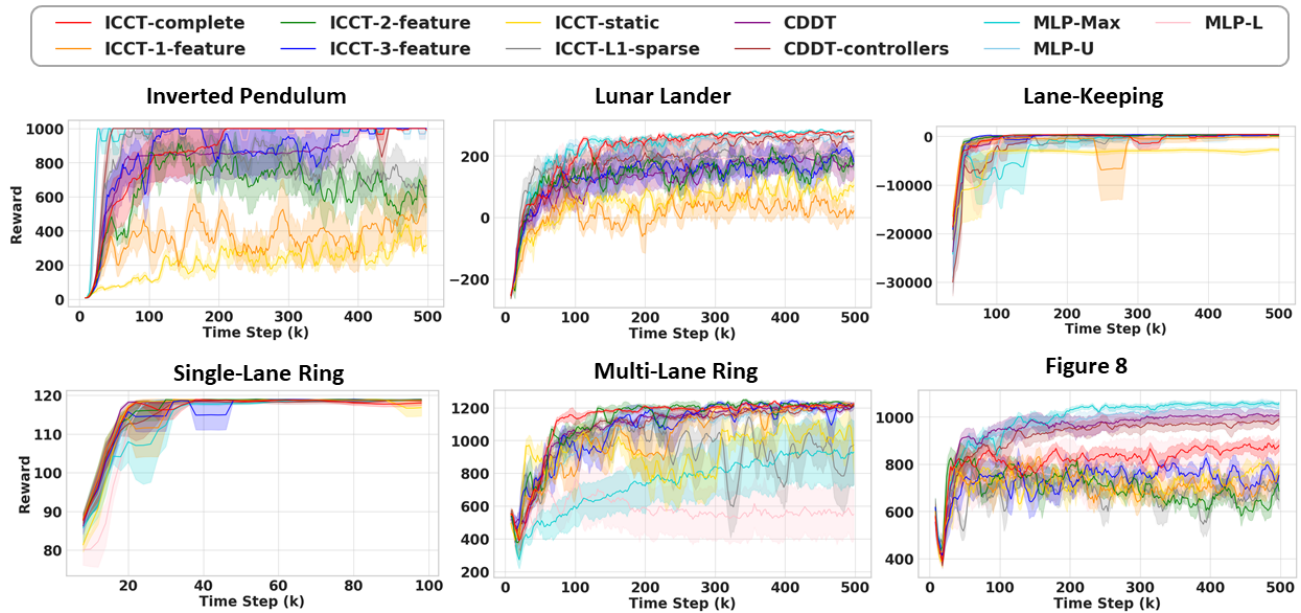 ICCT-complete ICCT-2-feature ICCT-static CDDT MLP-Max MLP-L
ICCT-1-feature ICCT-3-feature ICCT-L1-sparse CDDT-controllers MLP-U
Inverted Pendulum Lunar Lander Lane-Keeping
Reward
1000
800
600
400
200
0
0 100 200 300 400 500
Time Step (k)
200
0
−200
0 100 200 300 400 500
Time Step (k)
0
−10000
−20000
−30000
100 200 300 400 500
Time Step (k)
Single-Lane Ring Multi-Lane Ring Figure 8
Reward
120
110
100
90
80
20 40 60 80 100
Time Step (k)
1200
1000
800
600
400
200
0 100 200 300 400 500
Time Step (k)
1000
800
600
400
0 100 200 300 400 500
Time Step (k)